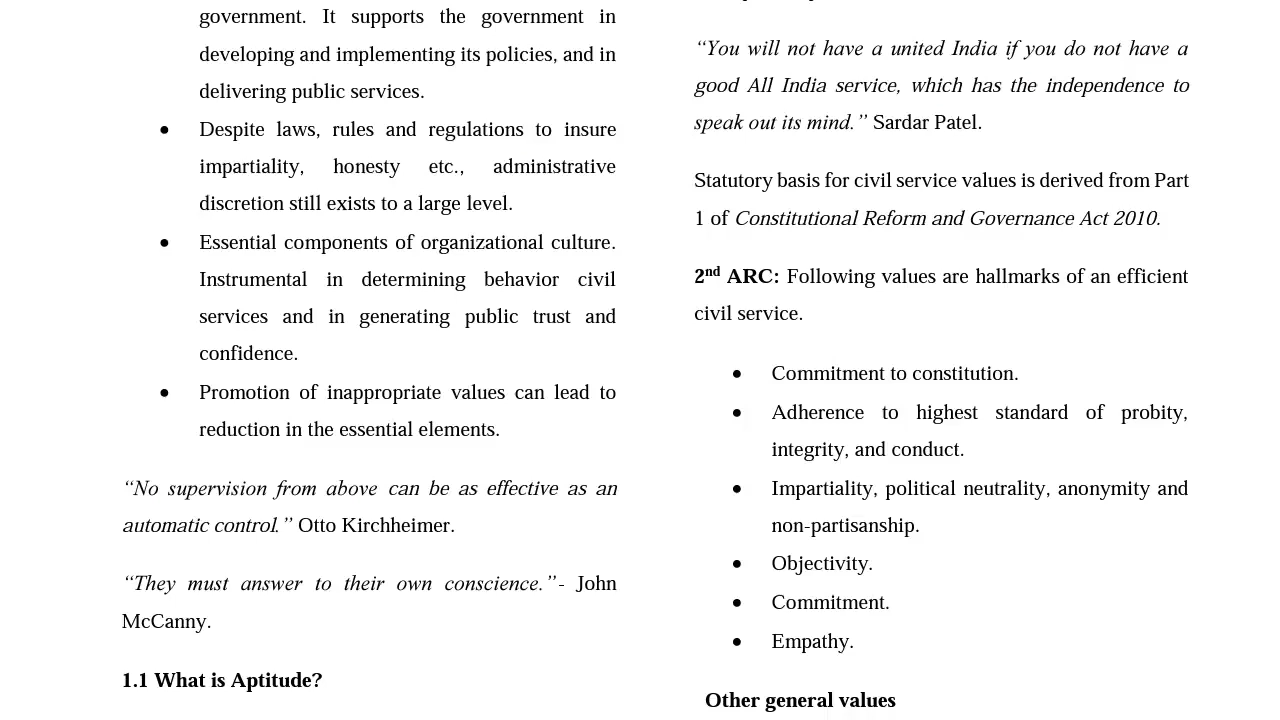 government. It supports the government in
developing and implementing its policies, and in
delivering public services.
• Despite laws, rules and regulations to insure
impartiality, honesty etc., administrative
discretion still exists to a large level.
• Essential components of organizational culture.
Instrumental in determining behavior civil
services and in generating public trust and
confidence.
• Promotion of inappropriate values can lead to
reduction in the essential elements.
“No supervision from above can be as effective as an
automatic control.” Otto Kirchheimer.
“They must answer to their own conscience.”- John
McCanny.
1.1 What is Aptitude?
“You will not have a united India if you do not have a
good All India service, which has the independence to
speak out its mind.” Sardar Patel.
Statutory basis for civil service values is derived from Part
1 of Constitutional Reform and Governance Act 2010.
2nd ARC: Following values are hallmarks of an efficient
civil service.
• Commitment to constitution.
• Adherence to highest standard of probity,
integrity, and conduct.
• Impartiality, political neutrality, anonymity and
non-partisanship.
• Objectivity.
• Commitment.
• Empathy.
Other general values